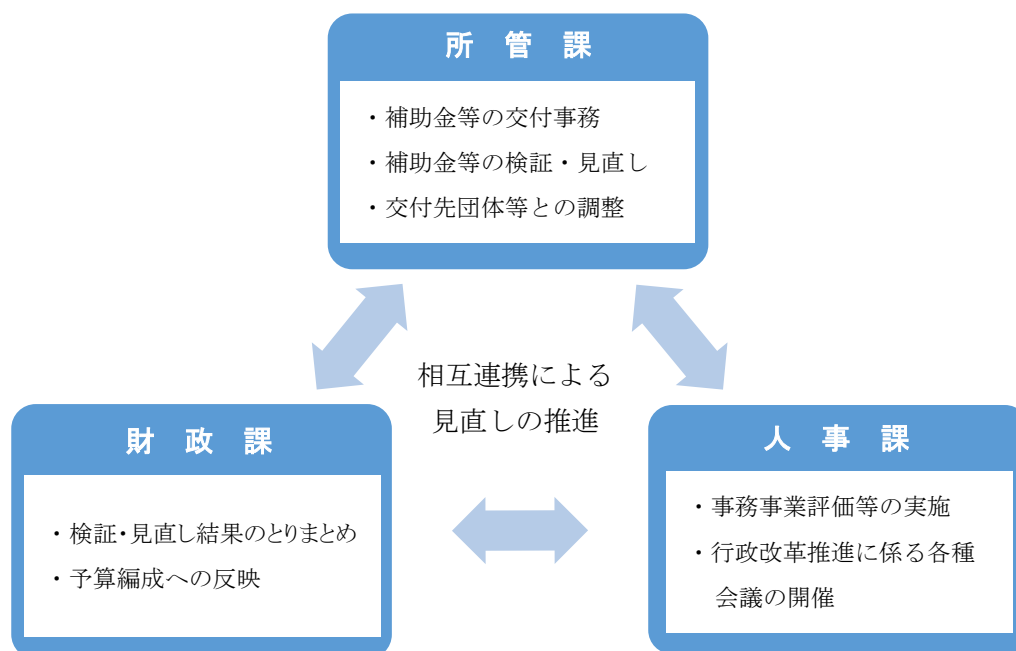 所 管 課
・補助金等の交付事務
・補助金等の検証・見直し
・交付先団体等との調整
相互連携による
見直しの推進
財 政 課
・検証・見直し結果のとりまとめ
・予算編成への反映
人 事 課
・事務事業評価等の実施
・行政改革推進に係る各種
会議の開催